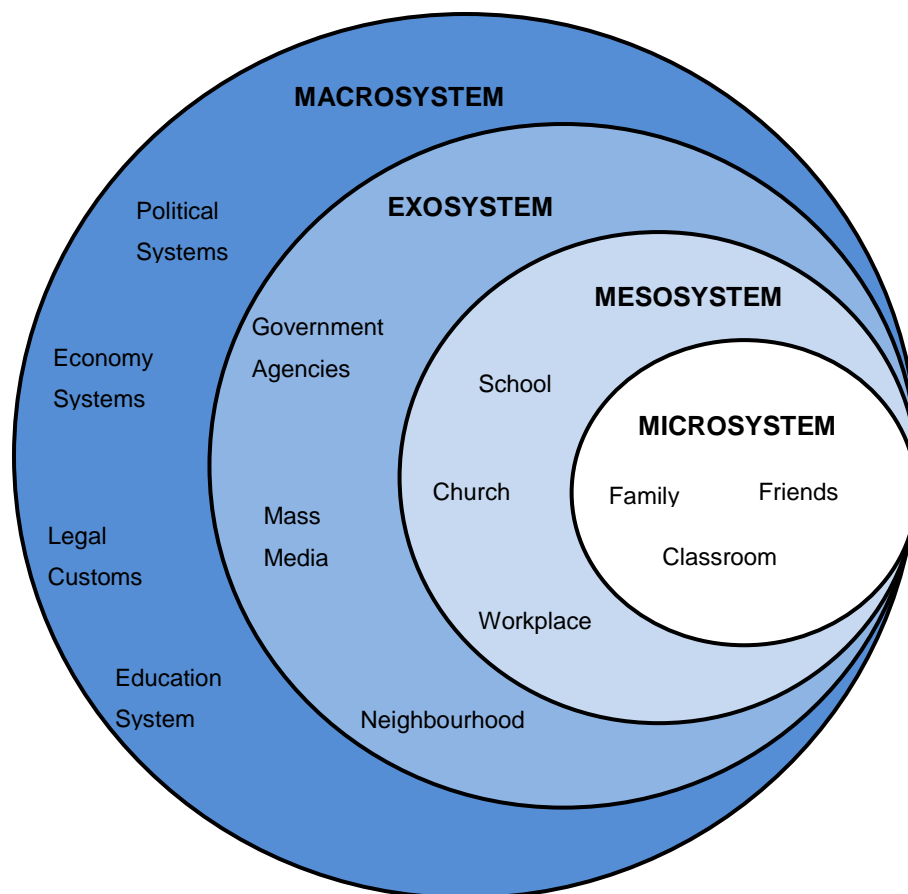 MACROSYSTEM
Political
Systems
Economy
Systems
Legal
Customs
Education
System
EXOSYSTEM
Government
Agencies
Mass
Media
Neighbourhood
MESOSYSTEM
School
Church
Workplace
MICROSYSTEM
Family
Friends
Classroom